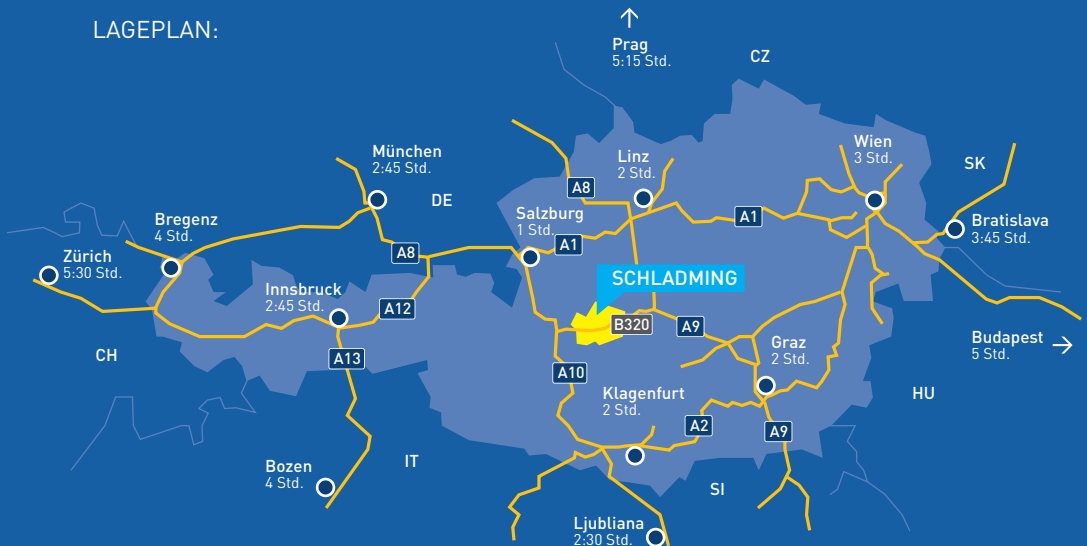 LAGEPLAN:
Prag
5:15 Std.
CZ
München
2:45 Std.
DE
Linz
2 Std.
Wien
3 Std.
SK
A8
Bregenz
4 Std.
Salzburg
1 Std.
A1
A1
Bratislava
3:45 Std.
Zürich
5:30 Std.
A8
SCHLADMING
Innsbruck
2:45 Std.
A12
B320
A9
Budapest
5 Std.
CH
A13
A10
Graz
2 Std.
Klagenfurt
2 Std.
HU
A2
A9
IT
Bozen
4 Std.
SI
Ljubliana
2:30 Std.